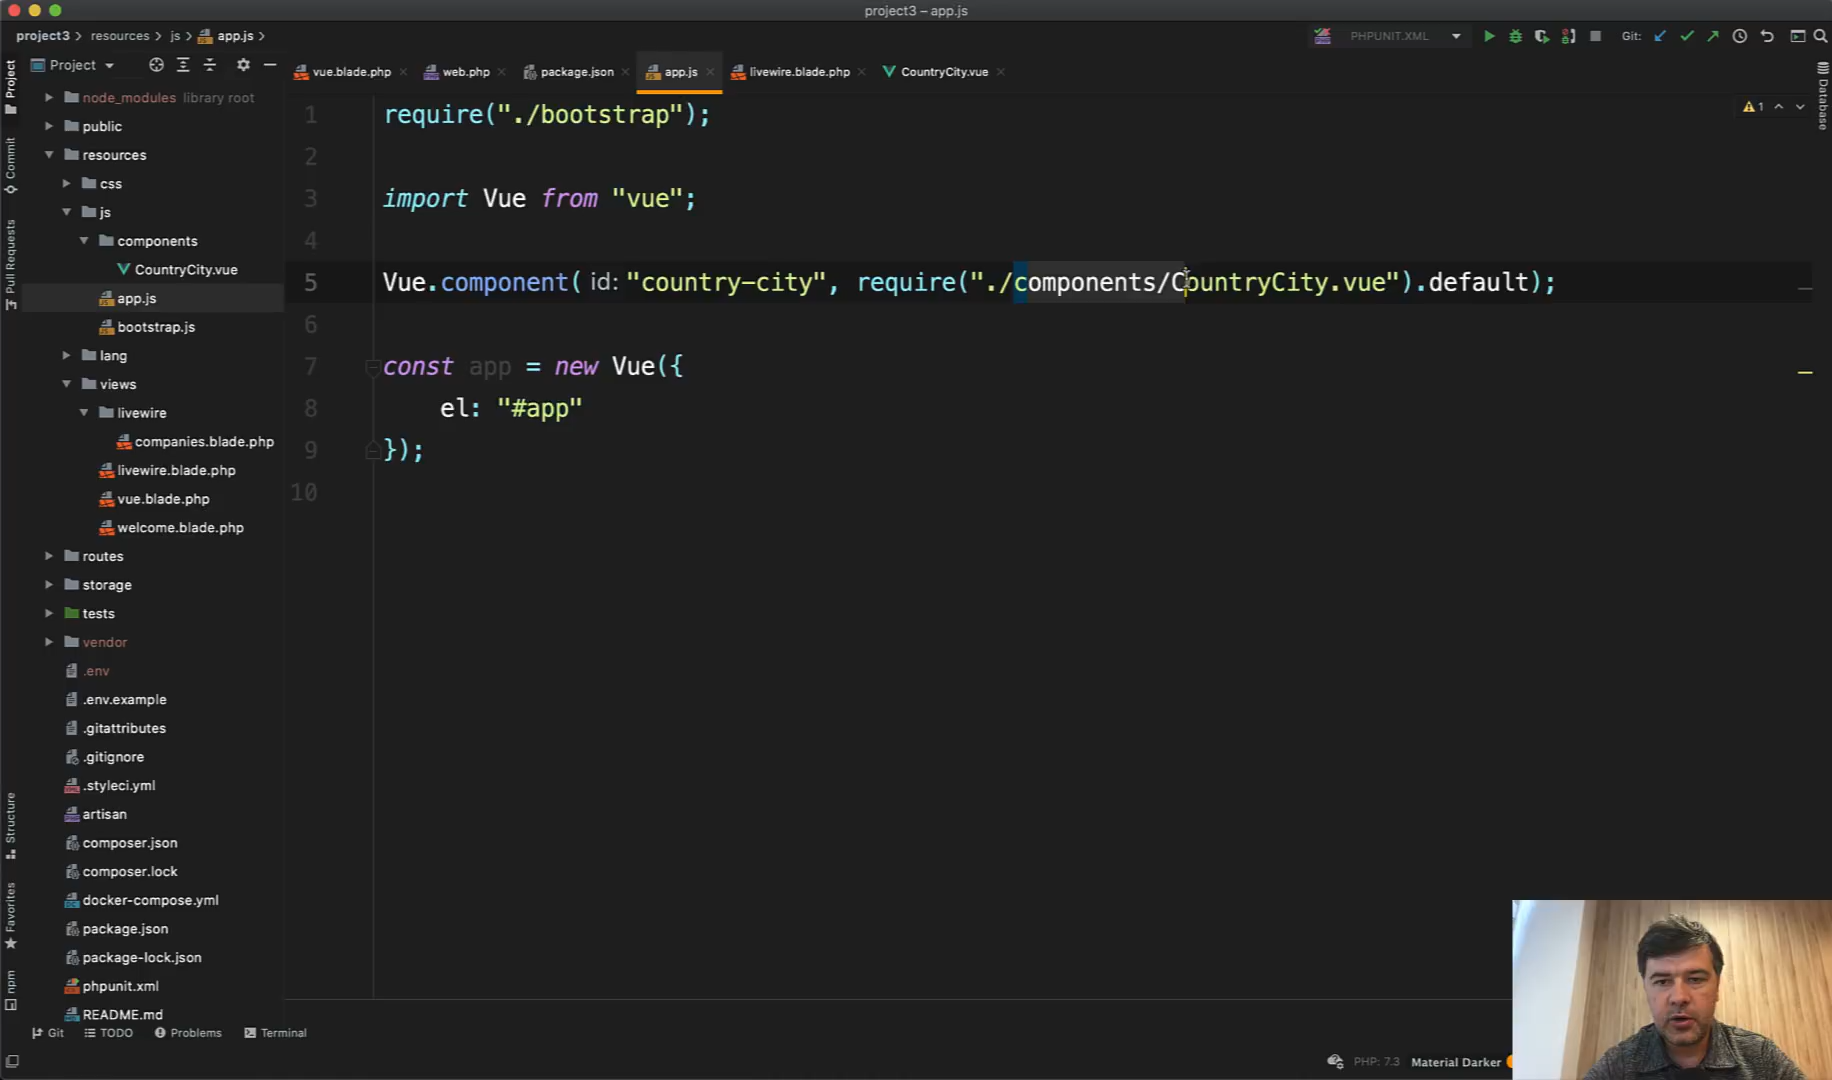 project3 – app.js
project3 resources js app.js
PHPUNIT.XML
Git:
Project
vue.blade.php
web.php
package.json
app.js
livewire.blade.php
CountryCity.vue
Project
Commit
Pull Requests
Structure
Favorites
npm
node_modules library root
public
resources
css
js
components
CountryCity.vue
app.js
bootstrap.js
lang
views
livewire
companies.blade.php
livewire.blade.php
vue.blade.php
welcome.blade.php
routes
storage
tests
vendor
.env
.env.example
.gitattributes
.gitignore
.styleci.yml
artisan
composer.json
composer.lock
docker-compose.yml
package.json
package-lock.json
phpunit.xml
README.md
1 require("./bootstrap");
2
3 import Vue from "vue";
4
5 Vue.component( id: "country-city", require("./components/CountryCity.vue").default);
6
7 const app = new Vue({
8 el: "#app"
9 });
10
1
Database
Git
TODO
Problems
Terminal
PHP: 7.3
Material Darker